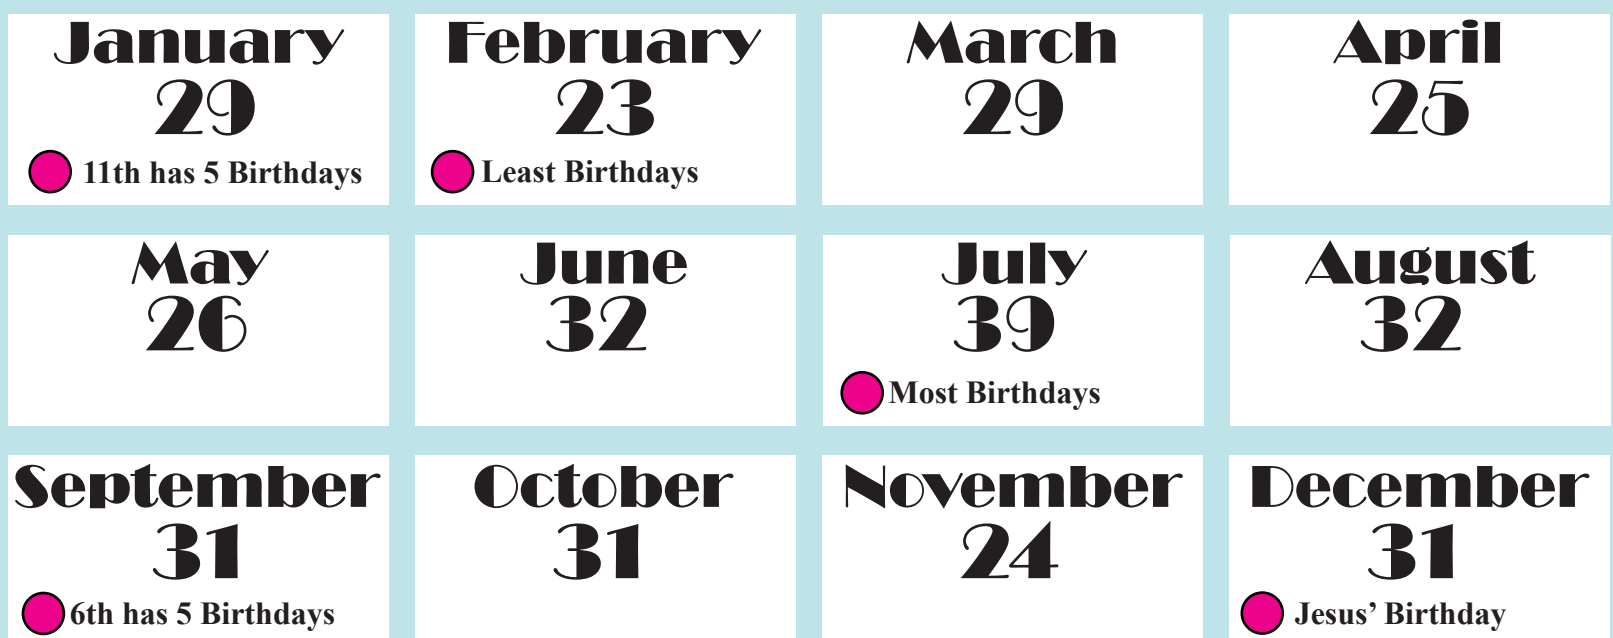 January
29
11th has 5 Birthdays
February
23
Least Birthdays
March
29
April
25
May
26
June
32
July
39
Most Birthdays
August
32
September
31
6th has 5 Birthdays
October
31
November
24
December
31
Jesus’ Birthday